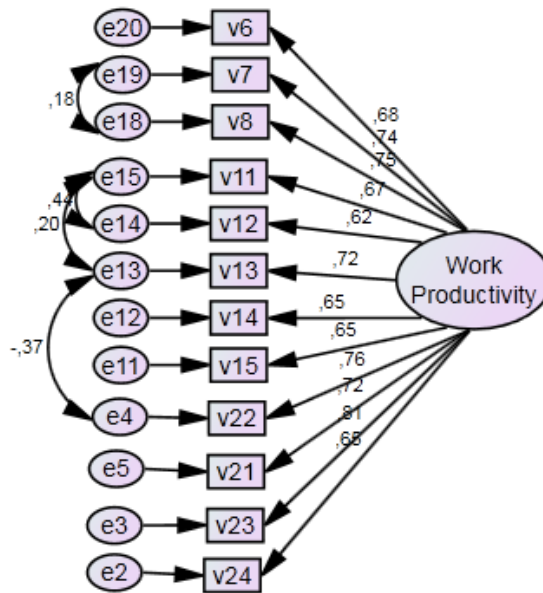 e20
v6
e19
v7
,18
e18
v8
,68
,74
,75
e15
v11
,67
,44
,20
e14
v12
,62
e13
v13
,72
Work
Productivity
e12
v14
,65
-,37
e11
v15
,65
,76
e4
v22
,72
,81
e5
v21
,65
e3
v23
e2
v24